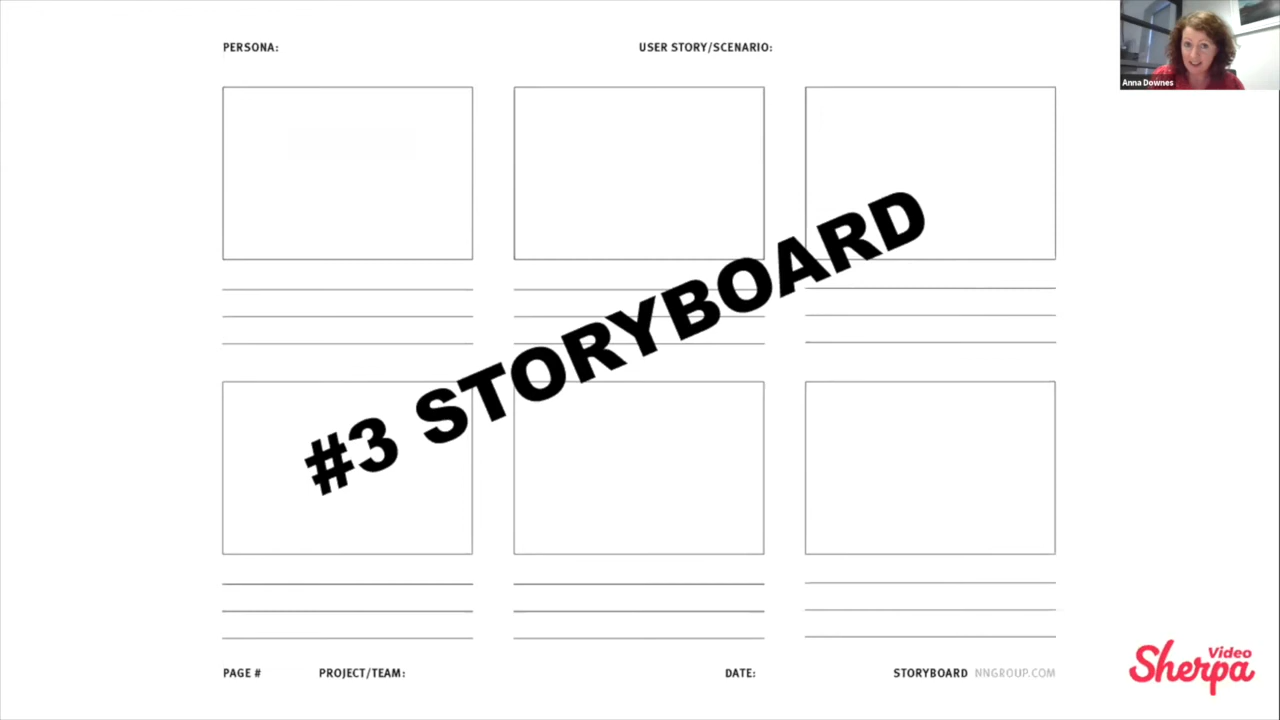 PERSONA:
USER STORY/SCENARIO:
Anna Downes
#3 STORYBOARD
PAGE #
PROJECT/TEAM:
DATE:
STORYBOARD NNGROUP.COM
Video
Sherpa